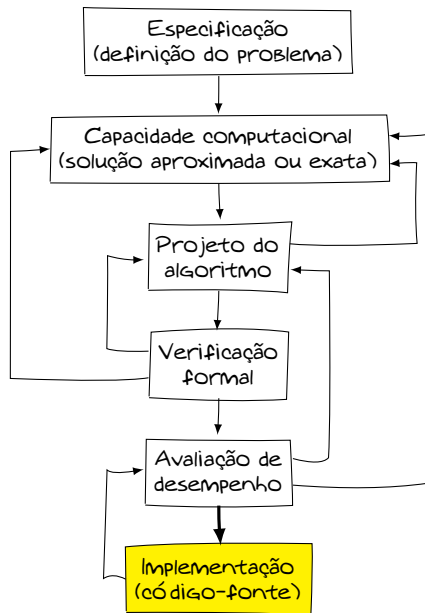 Especificação
(definição do problema)
Capacidade computacional
(solução aproximada ou exata)
Projeto do
algoritmo
Verificação
formal
Avaliação de
desempenho
Implementação
(código-fonte)